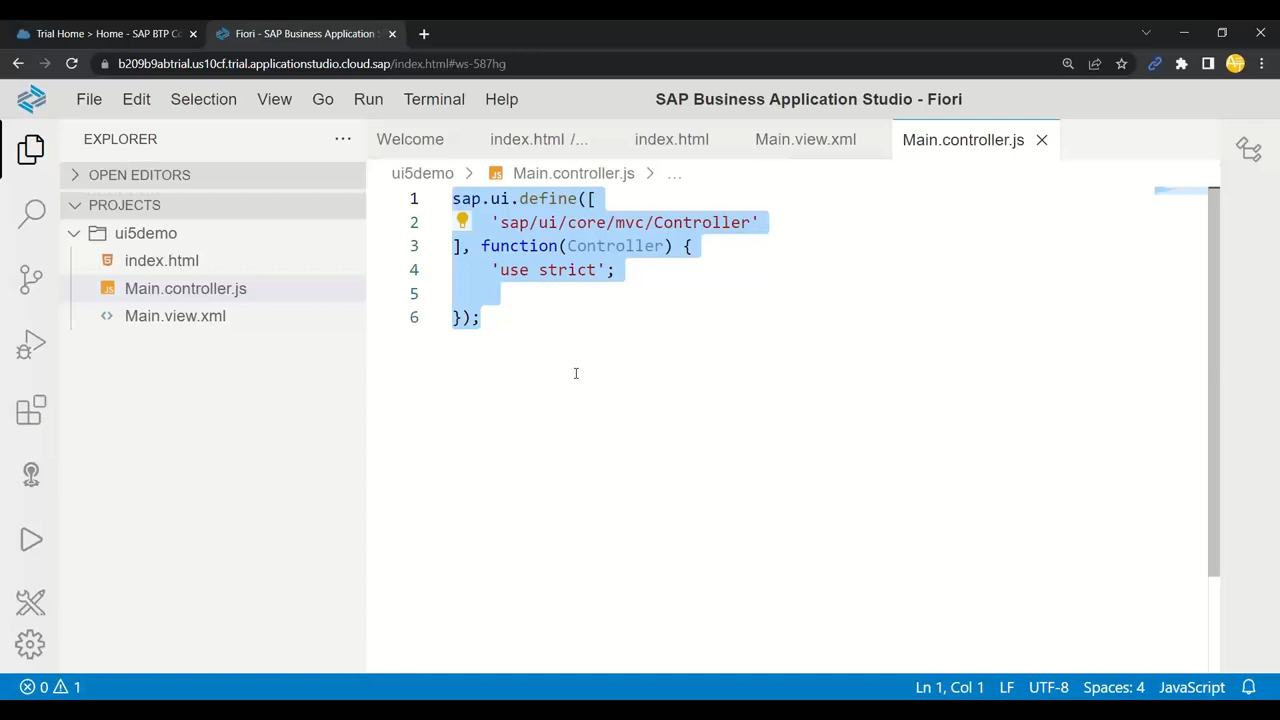 Trial Home > Home - SAP BTP Co
Fiori - SAP Business Application S
b209b9abtrial.us10cf.trial.applicationstudio.cloud.sap/index.html#ws-587hg
File Edit Selection View Go Run Terminal Help
SAP Business Application Studio - Fiori
EXPLORER
OPEN EDITORS
PROJECTS
ui5demo
index.html
Main.controller.js
Main.view.xml
Welcome
index.html /...
index.html
Main.view.xml
Main.controller.js
ui5demo > JS Main.controller.js > ...
1 sap.ui.define([
2 'sap/ui/core/mvc/Controller'
3 ], function(Controller) {
4 'use strict';
5
6 });
0 1
Ln 1, Col 1 LF UTF-8 Spaces: 4 JavaScript